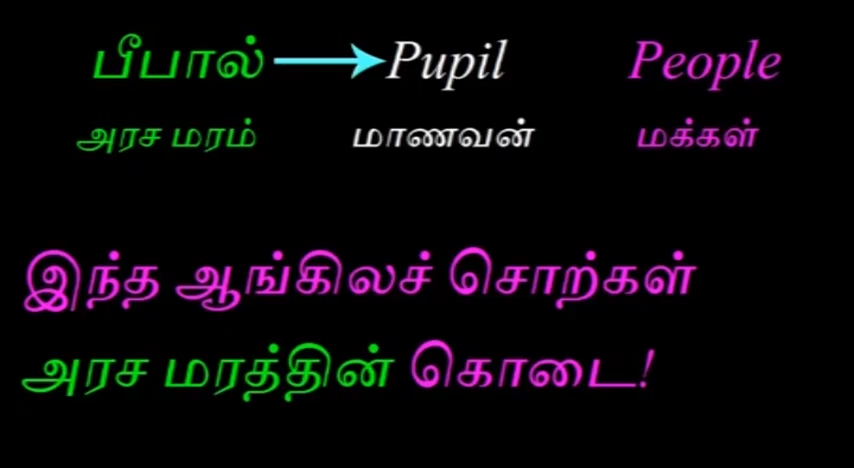 பீபால் Pupil People
அரச மரம் மாணவன் மக்கள்
இந்த ஆங்கிலச் சொற்கள்
அரச மரத்தின் கொடை!